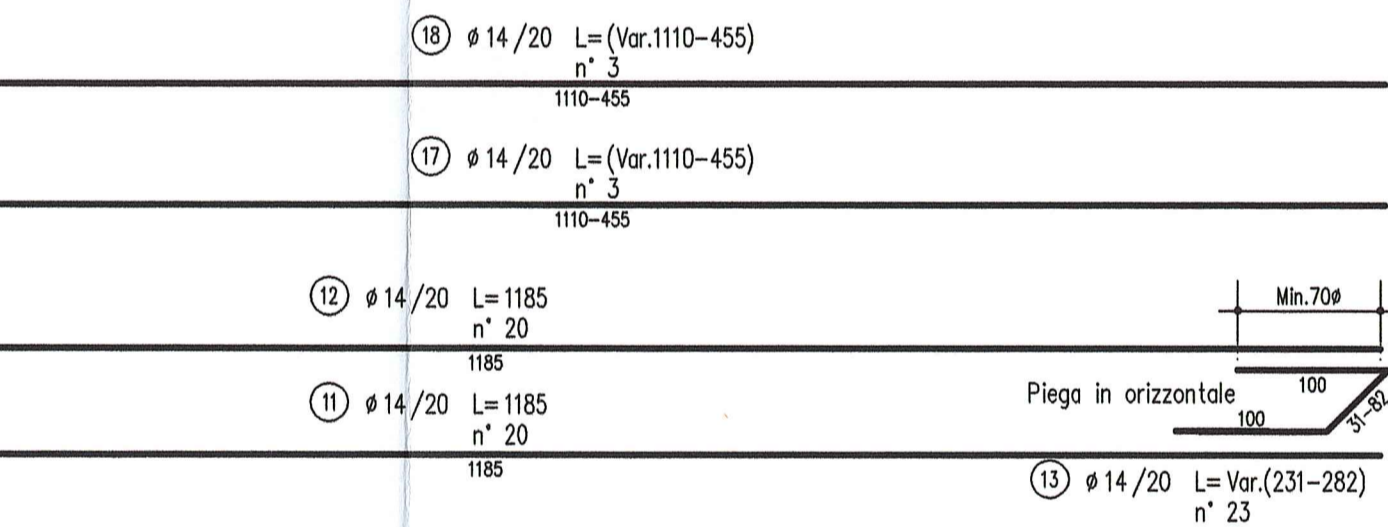 18 ø 14/20 L=(Var.1110-455)
n° 3
1110-455
17 ø 14/20 L=(Var.1110-455)
n° 3
1110-455
12 ø 14/20 L=1185
n° 20
1185
Min.70ø
11 ø 14/20 L=1185
n° 20
1185
Piega in orizzontale
100
100
31-82
13 ø 14/20 L=Var.(231-282)
n° 23